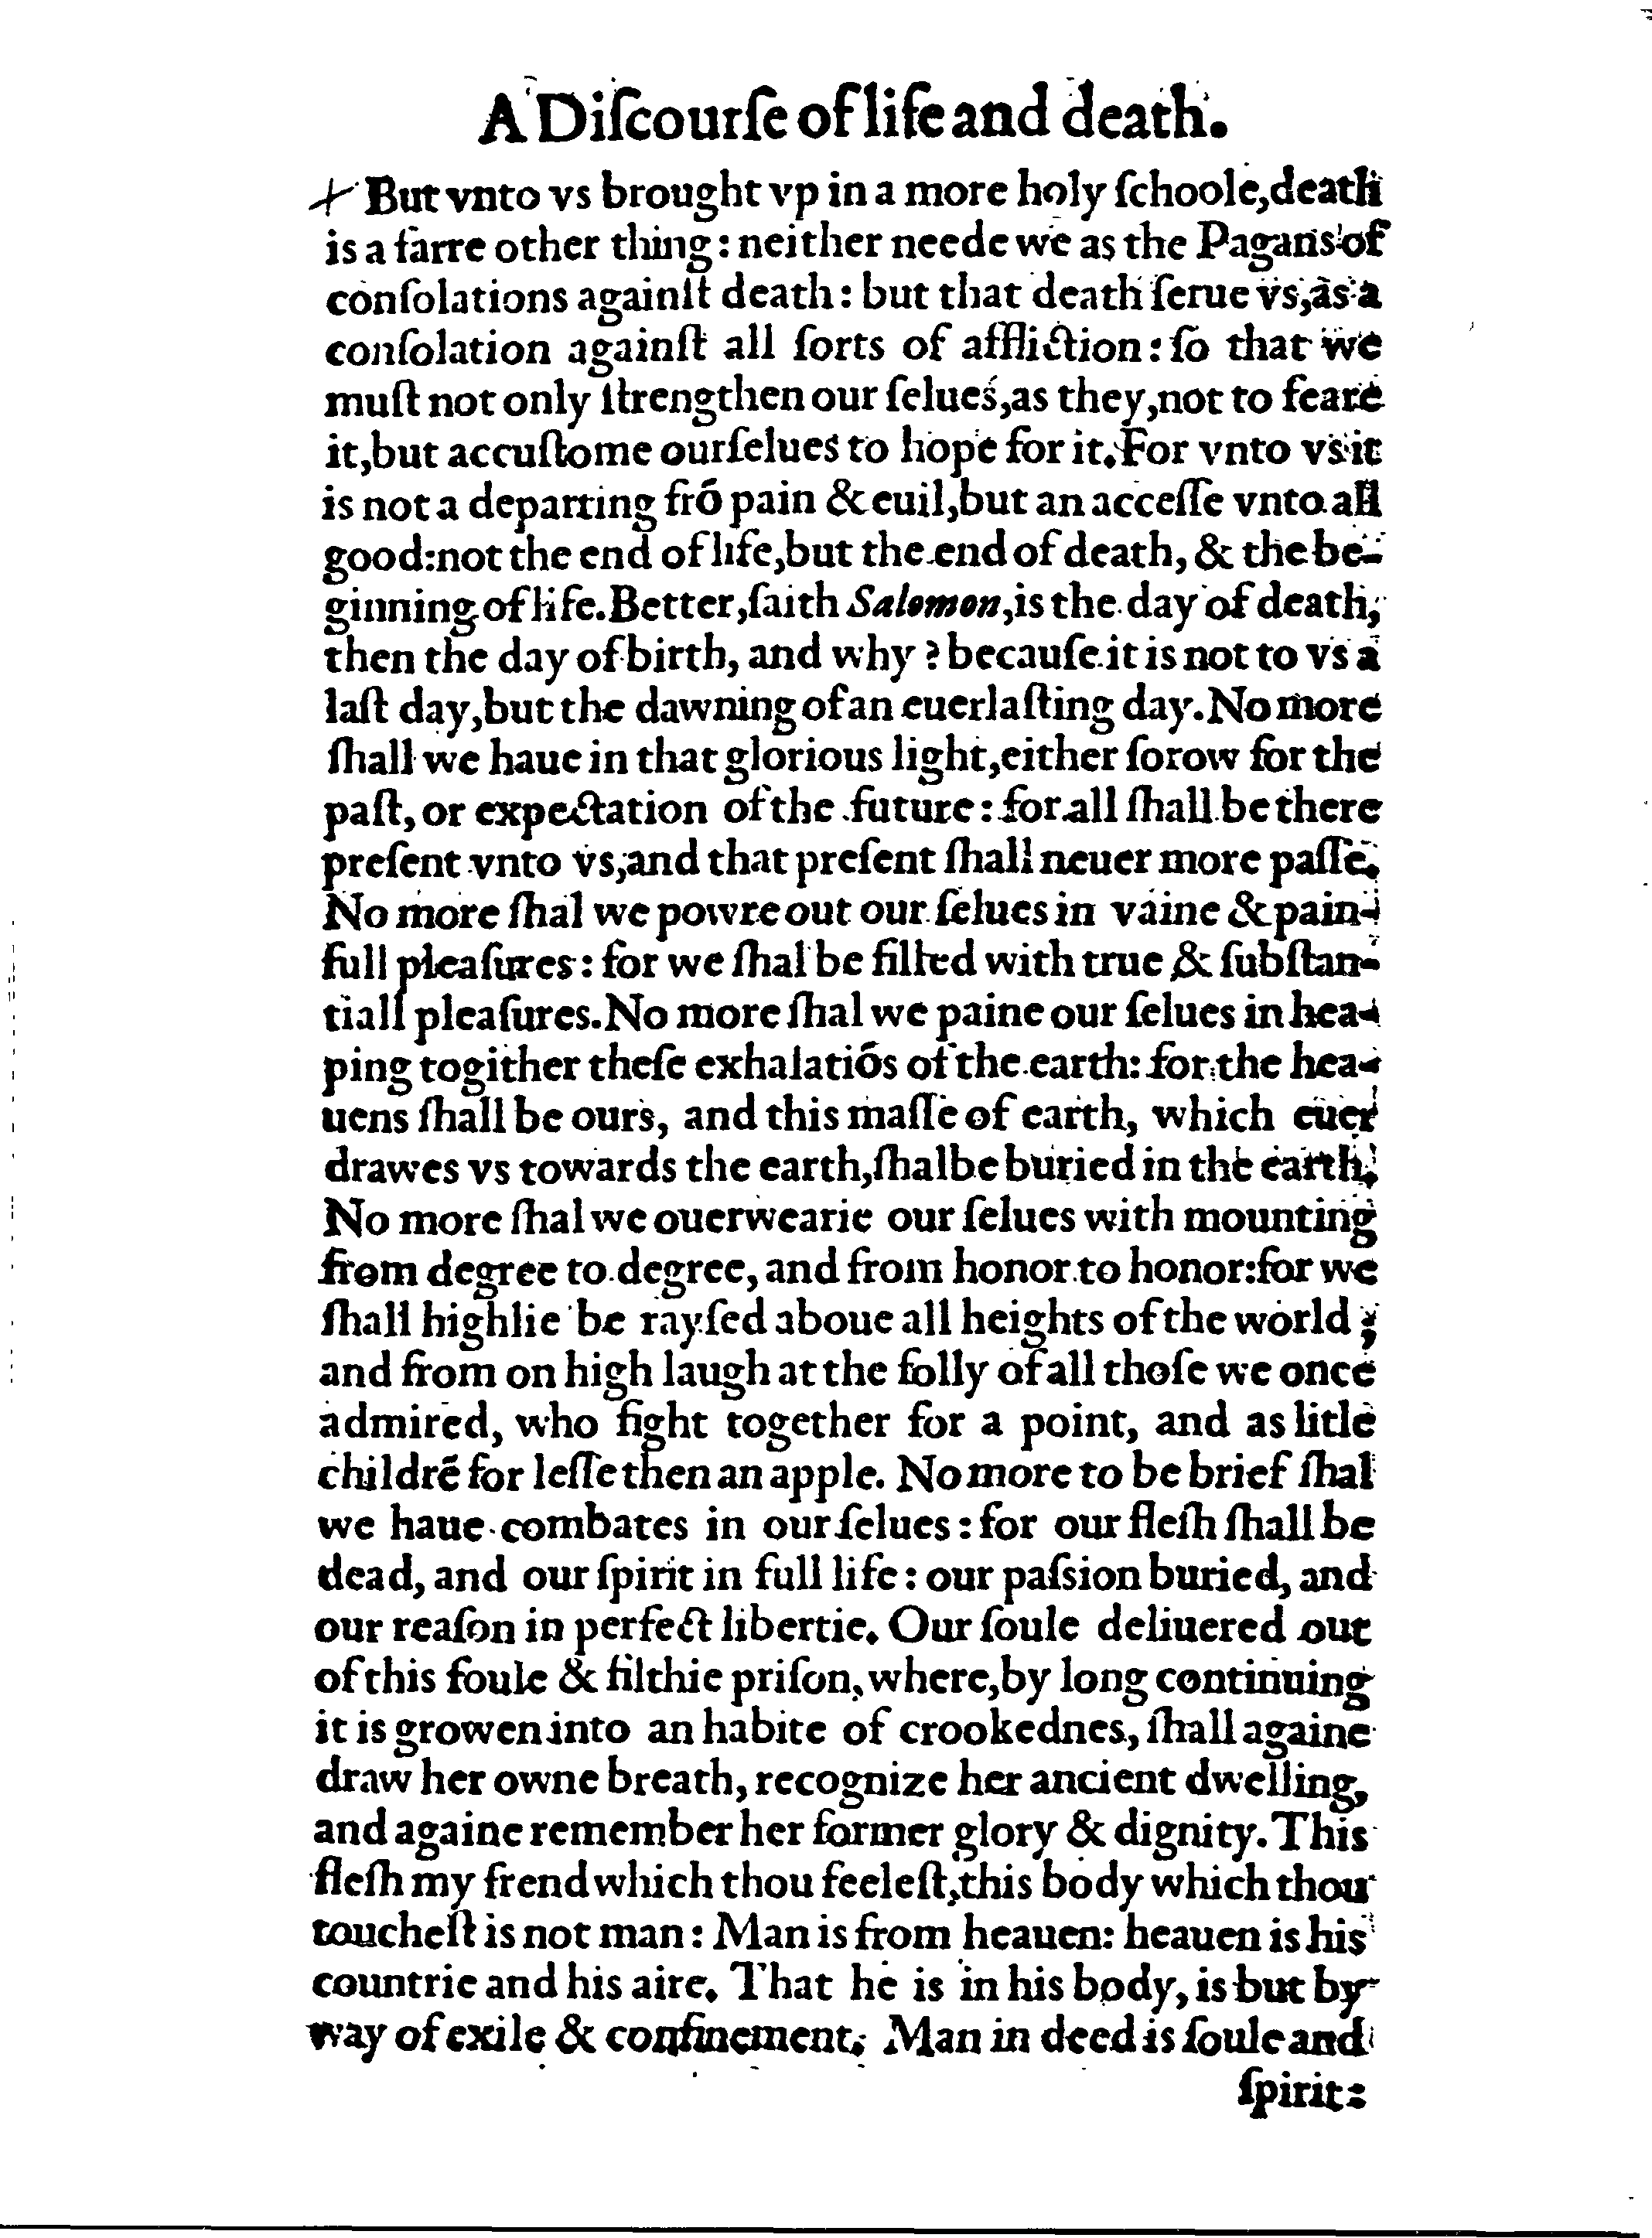 A Diſcourſe of life and death.
But vnto vs brought vp in a more holy ſchoole,death
is a farre other thing: neither neede we as the Pagans of
conſolations againſt death: but that death ſerue vs,as a
conſolation againſt all ſorts of affliction: ſo that we
muſt not only ſtrengthen our ſelues,as they,not to feare
it,but accuſtome ourſelues to hope for it. For vnto vs it
is not a departing frō pain & euil,but an acceſſe vnto all
good:not the end of life,but the end of death, & the be-
ginning of life. Better,ſaith Salomon,is the day of death,
then the day of birth, and why? becauſe it is not to vs a
laſt day,but the dawning of an euerlaſting day. No more
ſhall we haue in that glorious light,either ſorow for the
paſt, or expectation of the future: for all ſhall be there
preſent vnto vs,and that preſent ſhall neuer more paſſe.
No more ſhal we powre out our ſelues in vaine & pain-
full pleaſures: for we ſhal be filled with true & ſubſtan-
tiall pleaſures. No more ſhal we paine our ſelues in hea-
ping togither theſe exhalatiōs of the earth: for the hea-
uens ſhall be ours, and this maſſe of earth, which euer
drawes vs towards the earth,ſhalbe buried in the earth.
No more ſhal we ouerwearie our ſelues with mounting
from degree to degree, and from honor to honor:for we
ſhall highlie be rayſed aboue all heights of the world;
and from on high laugh at the folly of all thoſe we once
admired, who fight together for a point, and as litle
childrē for leſſe then an apple. No more to be brief ſhal
we haue combates in our ſelues: for our fleſh ſhall be
dead, and our ſpirit in full life: our paſsion buried, and
our reaſon in perfect libertie. Our ſoule deliuered out
of this foule & filthie priſon, where,by long continuing
it is growen into an habite of crookednes, ſhall againe
draw her owne breath, recognize her ancient dwelling,
and againe remember her former glory & dignity. This
fleſh my frend which thou feeleſt,this body which thou
toucheſt is not man: Man is from heauen: heauen is his
countrie and his aire. That he is in his body, is but by
way of exile & confinement. Man in deed is ſoule and
ſpirit: